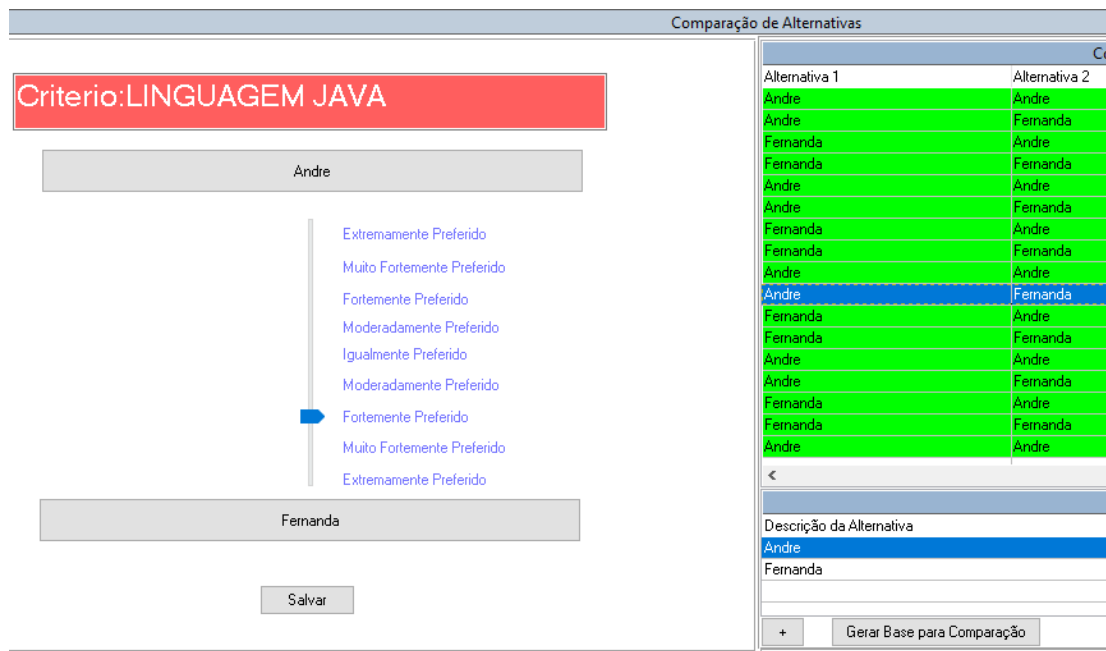 Comparação de Alternativas
Criterio:LINGUAGEM JAVA
Andre
Extremamente Preferido
Muito Fortemente Preferido
Fortemente Preferido
Moderadamente Preferido
Igualmente Preferido
Moderadamente Preferido
Fortemente Preferido
Muito Fortemente Preferido
Extremamente Preferido
Fernanda
Salvar
Alternativa 1 Alternativa 2
Andre Andre
Andre Fernanda
Fernanda Andre
Fernanda Fernanda
Andre Andre
Andre Fernanda
Fernanda Andre
Fernanda Fernanda
Andre Andre
Andre Fernanda
Fernanda Andre
Fernanda Fernanda
Andre Andre
Andre Fernanda
Fernanda Andre
Fernanda Fernanda
Andre Andre
Descrição da Alternativa
Andre
Fernanda
+ Gerar Base para Comparação